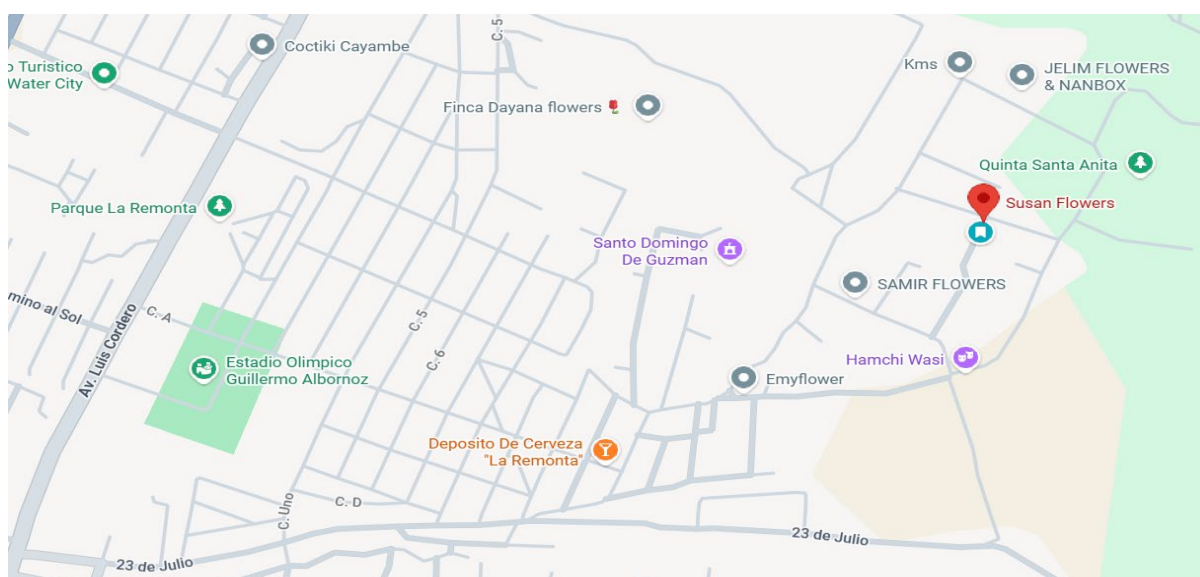 C. 5
Coctiki Cayambe
Kms
o Turistico
Water City
JELIM FLOWERS
& NANBOX
Finca Dayana flowers 🌷
Quinta Santa Anita
Parque La Remonta
Susan Flowers
Santo Domingo
De Guzman
SAMIR FLOWERS
mino al Sol
C. A
C. 5
Av. Luis Cordero
C. 6
Estadio Olimpico
Guillermo Albornoz
Hamchi Wasi
Emyflower
Deposito De Cerveza
"La Remonta"
C. Uno
C. D
23 de Julio
23 de Julio